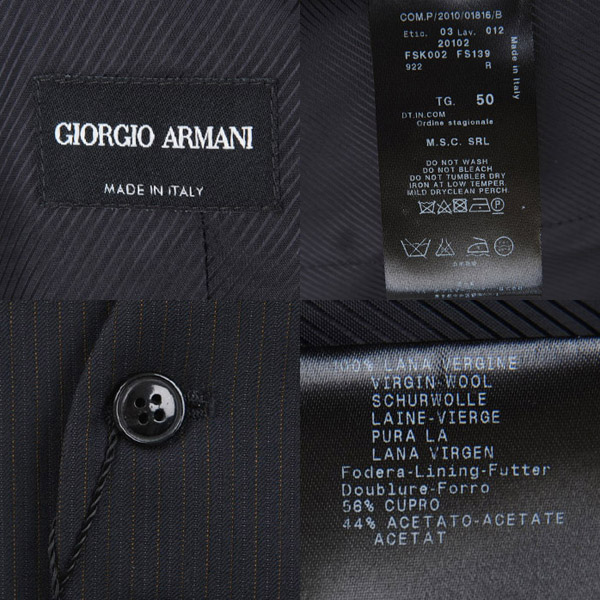 GIORGIO ARMANI
MADE IN ITALY
COM.P/2010/01816/B
Etic. 03 Lav. 012
20102
FSK002 FS139
922 R
Made in Italy
TG. 50
DT.IN.COM
Ordine stagionale
M.S.C. SRL
DO NOT WASH
DO NOT BLEACH
DO NOT TUMBLER DRY
IRON AT LOW TEMPER
MILD DRYCLEAN PERCH
100% LANA VERGINE
VIRGIN-WOOL
SCHURWOLLE
LAINE-VIERGE
PURA LA
LANA VIRGEN
Fodera-Lining-Futter
Doublure-Forro
56% CUPRO
44% ACETATO-ACETATE
ACETAT